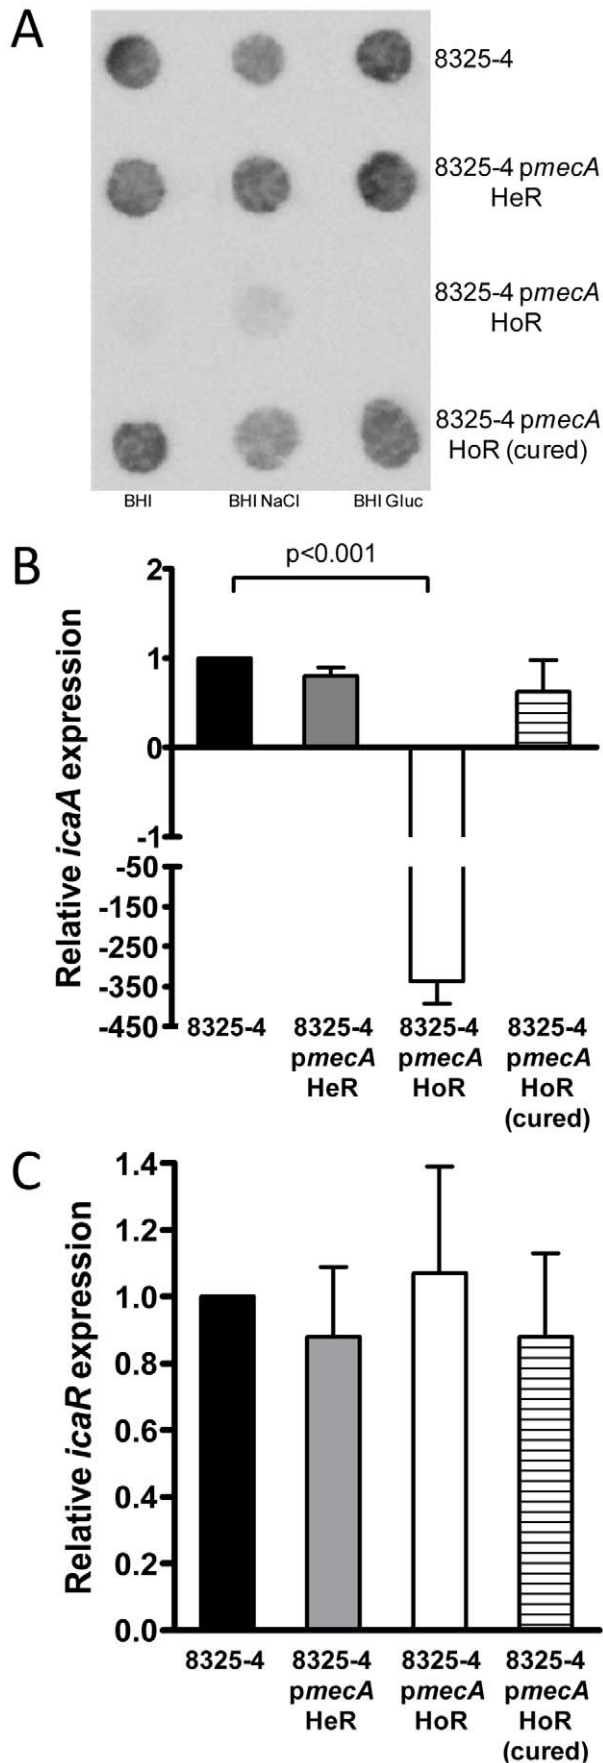 A
8325-4
8325-4 pmecA
HeR
8325-4 pmecA
HoR
8325-4 pmecA
HoR (cured)
BHI
BHI NaCl
BHI Gluc
B
p<0.001
Relative icaA expression
2
1
0
-1
-50
-150
-250
-350
-450
8325-4
8325-4
pmecA
HeR
8325-4
pmecA
HoR
8325-4
pmecA
HoR
(cured)
C
Relative icaR expression
1.4
1.2
1.0
0.8
0.6
0.4
0.2
0.0
8325-4
8325-4
pmecA
HeR
8325-4
pmecA
HoR
8325-4
pmecA
HoR
(cured)